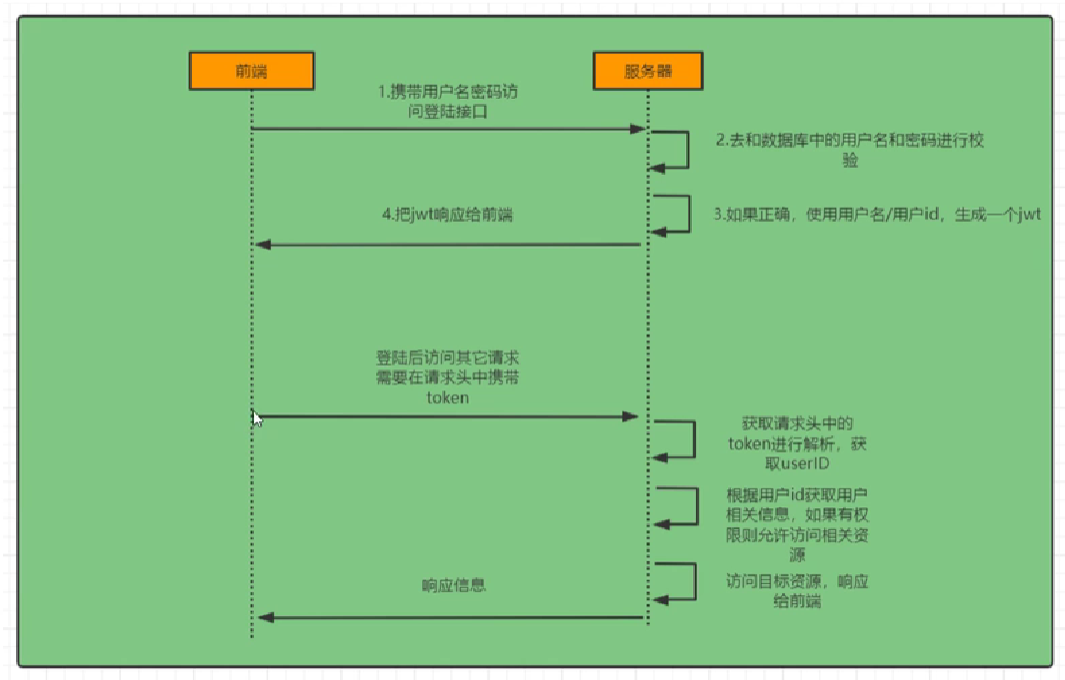 前端
服务器
1.携带用户名密码访
问登陆接口
2.去和数据库中的用户名和密码进行校
验
3.如果正确，使用用户名/用户id，生成一个jwt
4.把jwt响应给前端
登陆后访问其它请求
需要在请求头中携带
token
获取请求头中的
token进行解析，获
取userID
根据用户id获取用户
相关信息，如果有权
限则允许访问相关资
源
访问目标资源，响应
给前端
响应信息